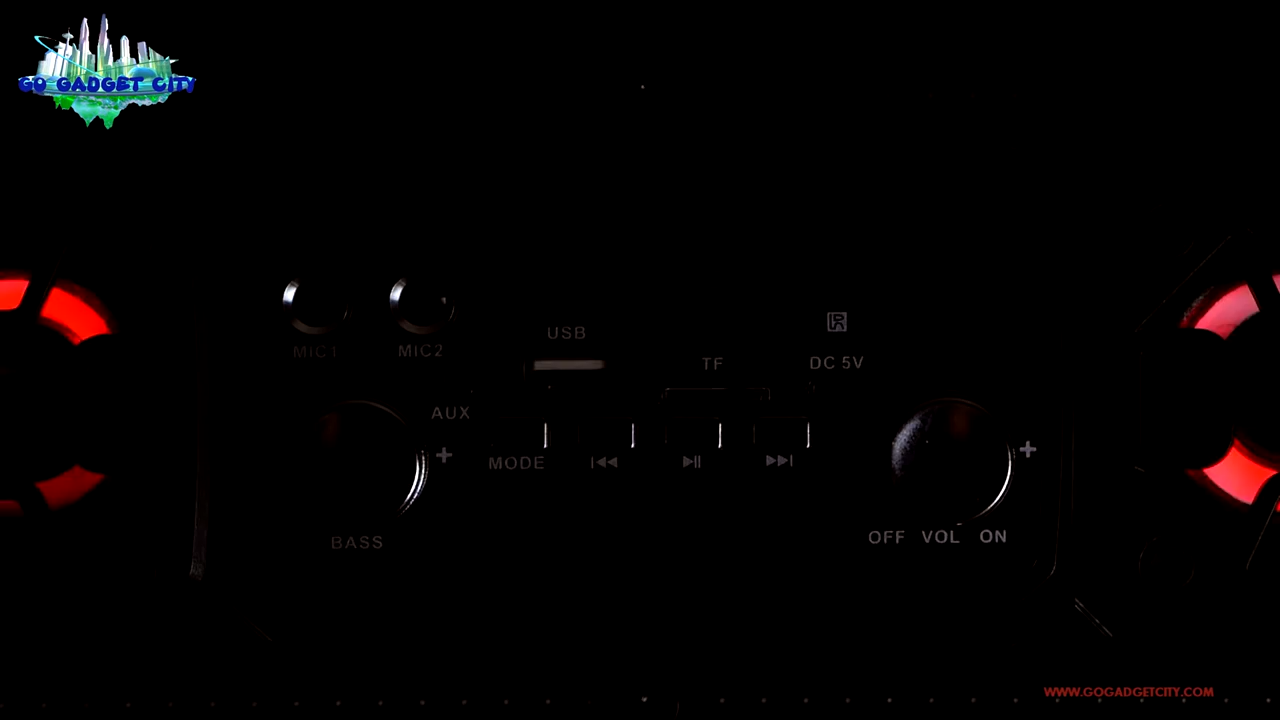 GO GADGET CITY
MIC1
MIC2
USB
TF
DC 5V
AUX
MODE
BASS
OFF VOL ON
WWW.GOGADGETCITY.COM